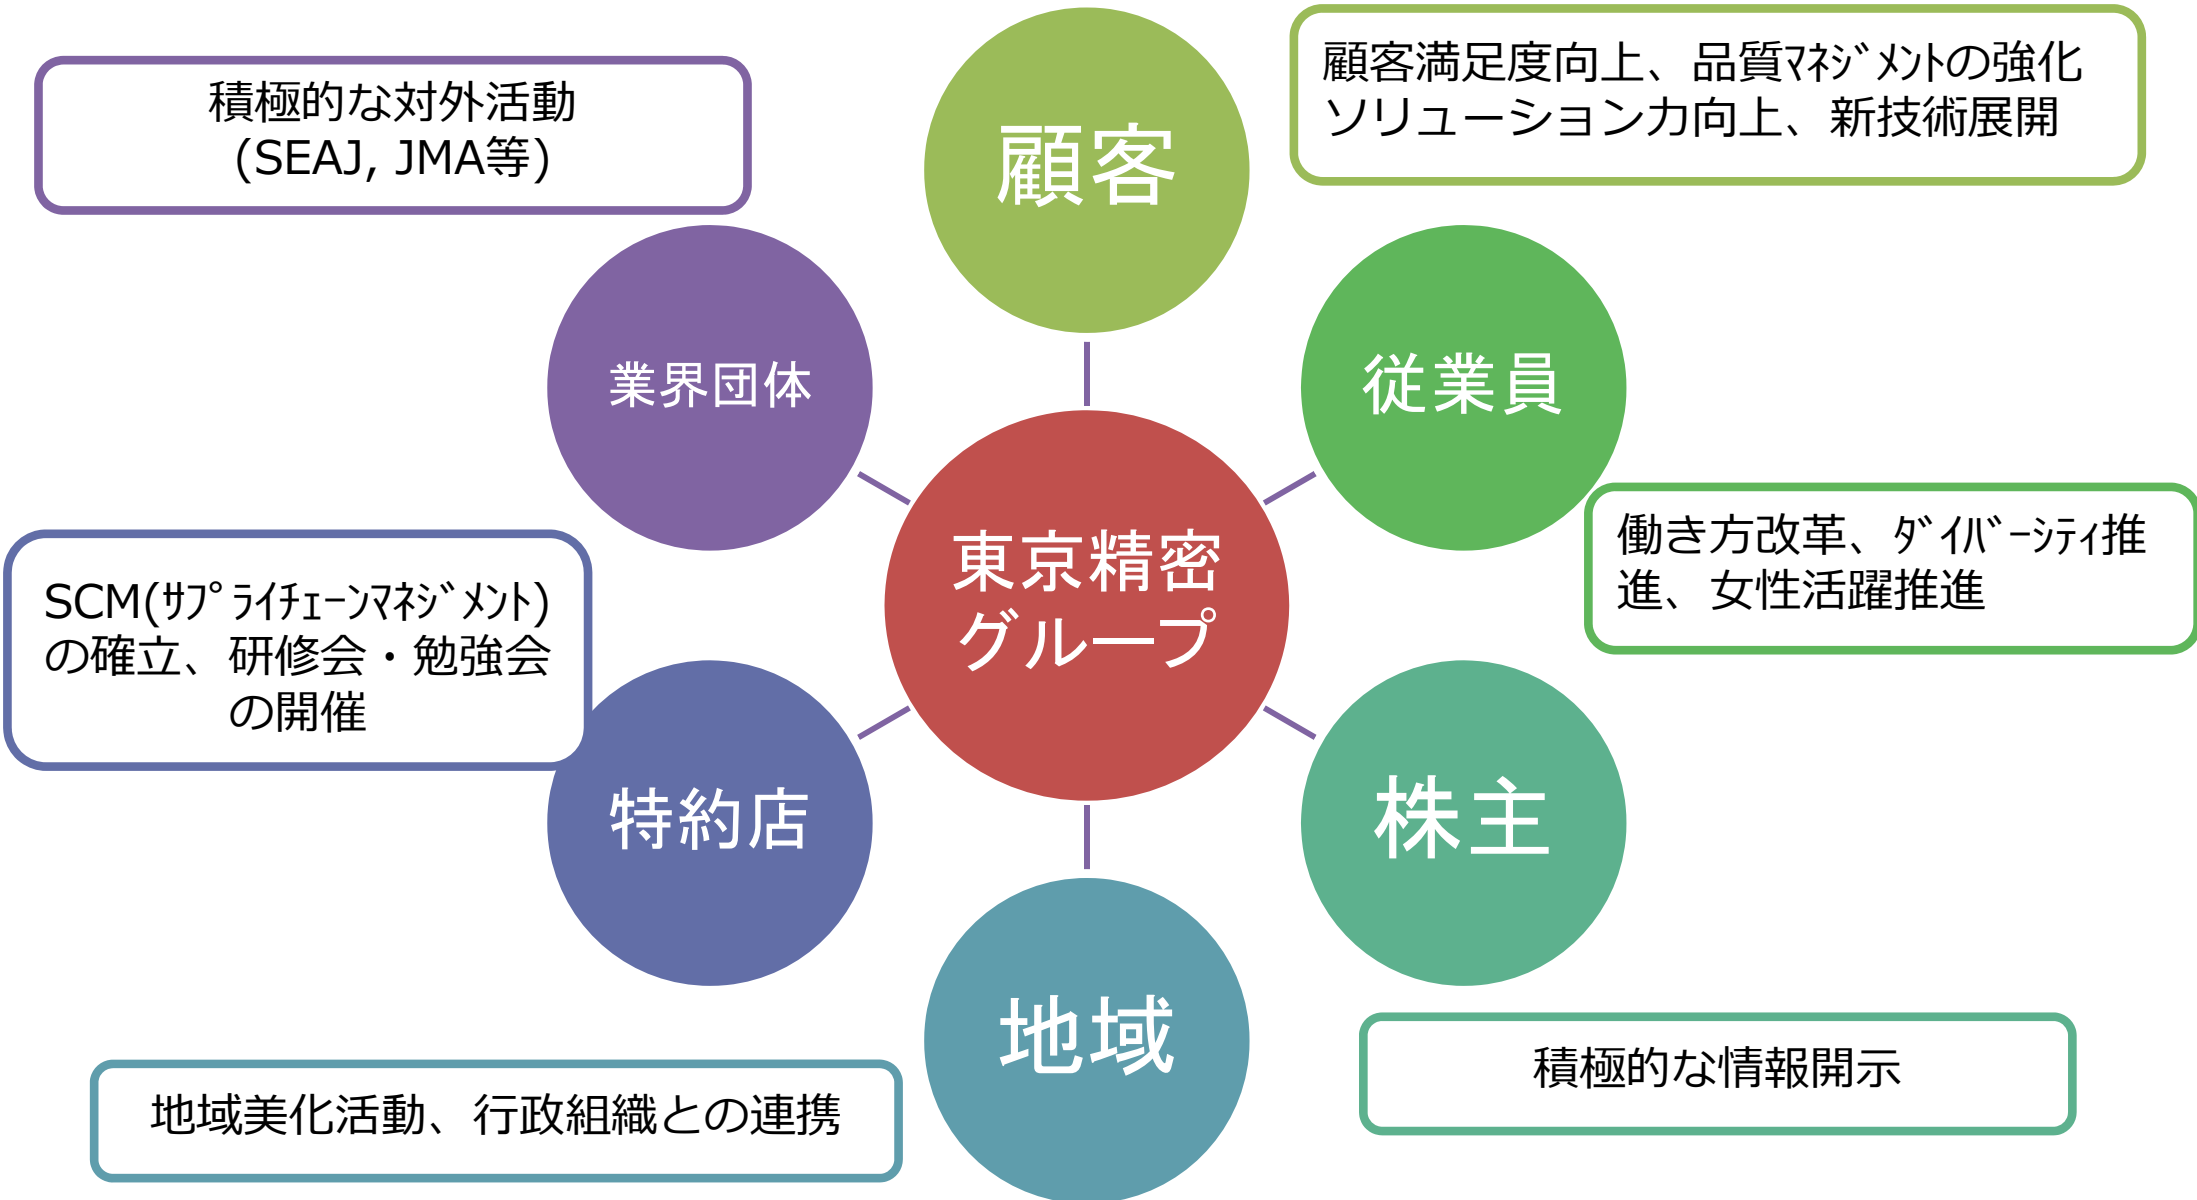 顧客
顧客満足度向上、品質ﾏﾈｼﾞﾒﾝﾄの強化
ソリューション力向上、新技術展開
積極的な対外活動
(SEAJ, JMA等)
業界団体
従業員
働き方改革、ﾀﾞｲﾊﾞｰｼﾃｨ推
進、女性活躍推進
東京精密
グループ
SCM(ｻﾌﾟﾗｲﾁｪｰﾝﾏﾈｼﾞﾒﾝﾄ)
の確立、研修会・勉強会
の開催
特約店
株主
積極的な情報開示
地域
地域美化活動、行政組織との連携